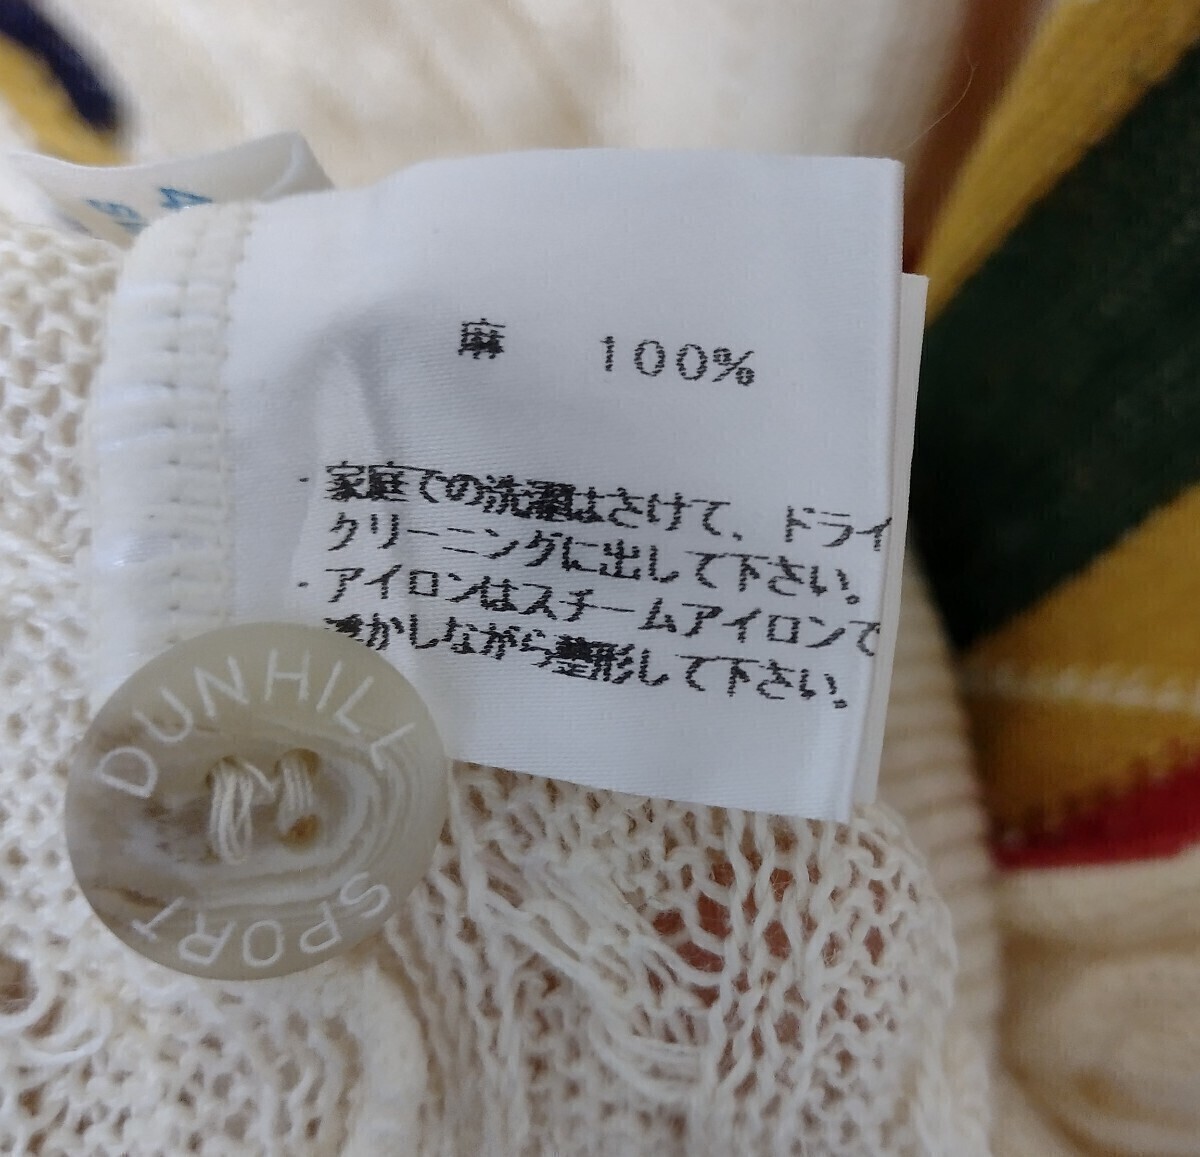 麻 100%
・家庭での洗濯はさけて、ドライ
クリーニングに出して下さい。
・アイロンはスチームアイロンで
浮かしながら整形して下さい。
DUNHILL
SPORT